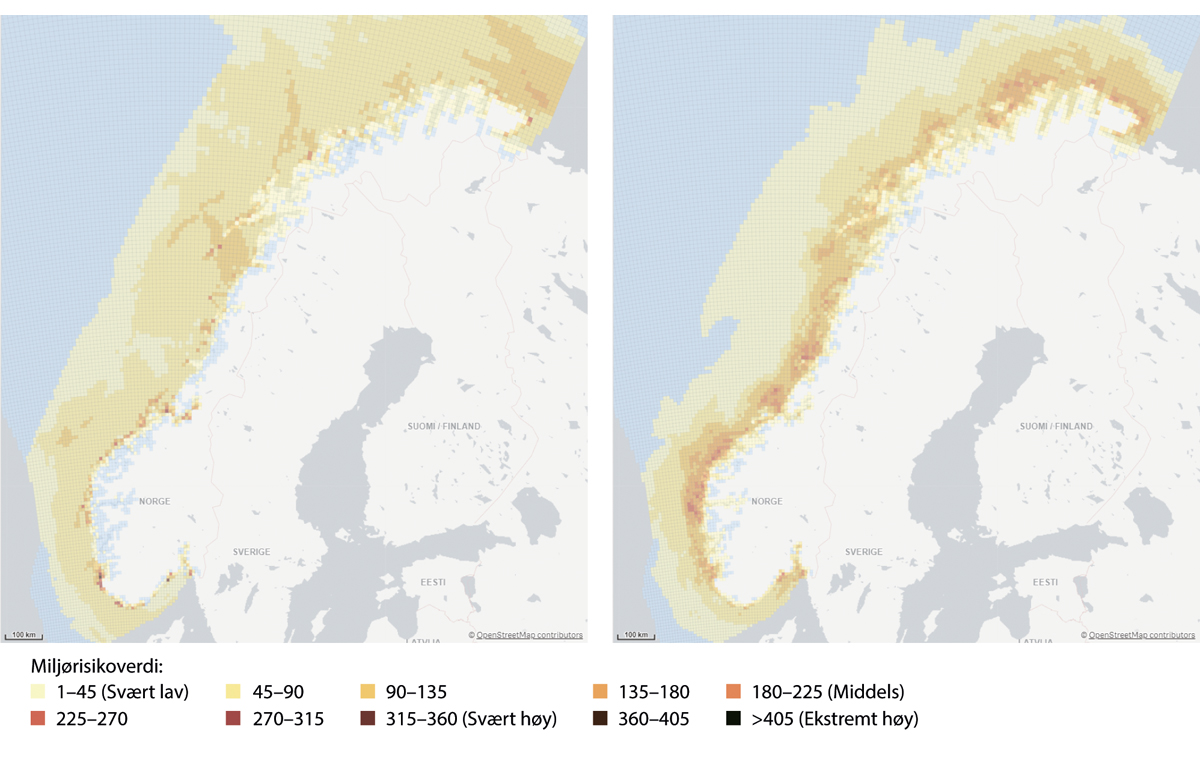 SUOMI / FINLAND
NORGE
SVERIGE
EESTI
LATVIJA
100 km
© OpenStreetMap contributors
SUOMI / FINLAND
NORGE
SVERIGE
EESTI
LATVIJA
100 km
© OpenStreetMap contributors
Miljørisikoverdi:
1–45 (Svært lav) 45–90 90–135 135–180 180–225 (Middels)
225–270 270–315 315–360 (Svært høy) 360–405 >405 (Ekstremt høy)